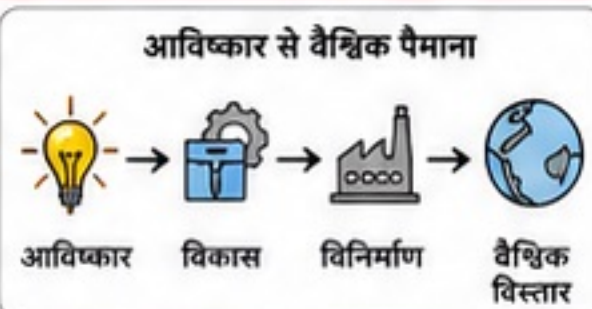 आविष्कार से वैश्विक पैमाना
आविष्कार
विकास
विनिर्माण
वैश्विक
विस्तार